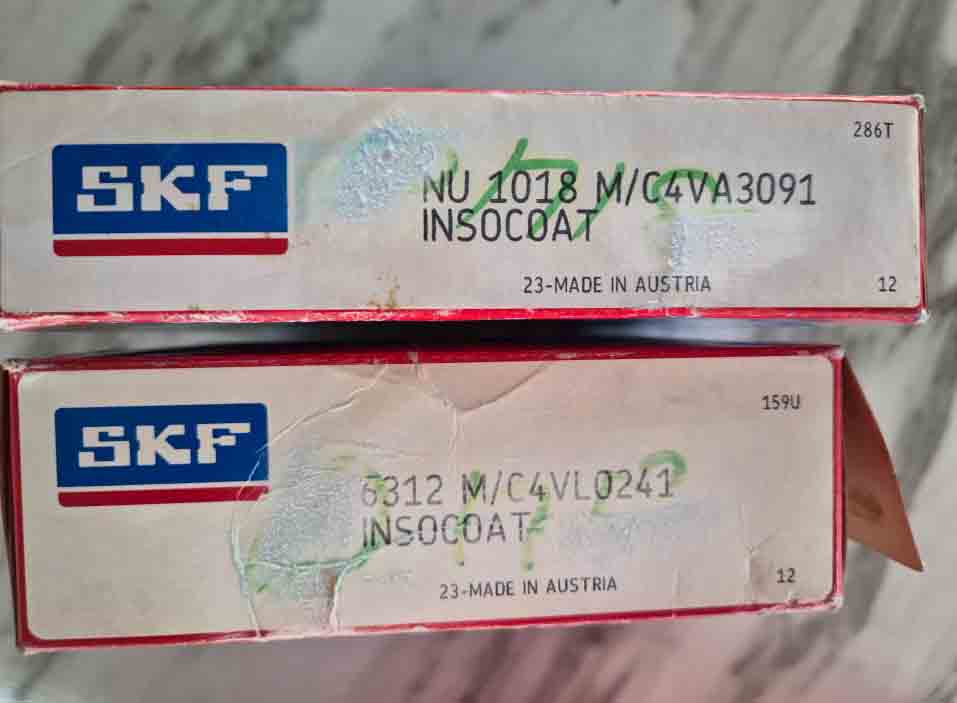 286T
SKF
NU 1018 M/C4VA3091
INSOCOAT
23-MADE IN AUSTRIA
12
159U
SKF
6312 M/C4VL0241
INSOCOAT
23-MADE IN AUSTRIA
12